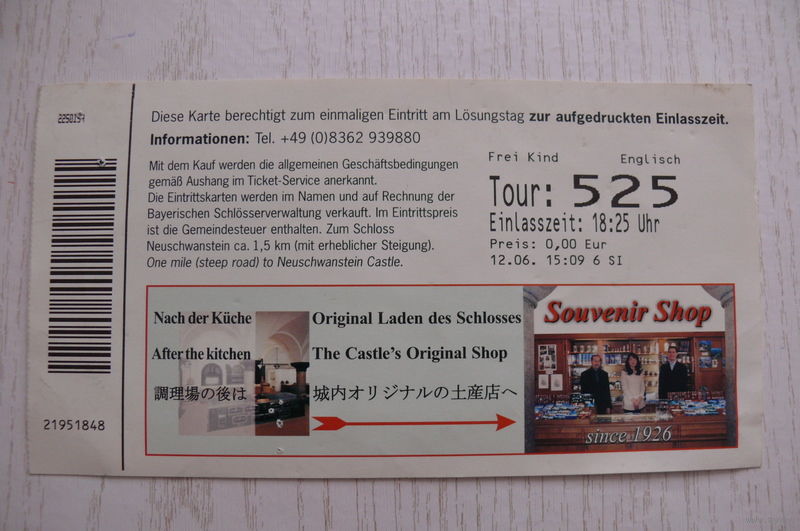 2250197
Diese Karte berechtigt zum einmaligen Eintritt am Lösungstag zur aufgedruckten Einlasszeit.
Informationen: Tel. +49 (0)8362 939880
Mit dem Kauf werden die allgemeinen Geschäftsbedingungen
gemäß Aushang im Ticket-Service anerkannt.
Die Eintrittskarten werden im Namen und auf Rechnung der
Bayerischen Schlösserverwaltung verkauft. Im Eintrittspreis
ist die Gemeindesteuer enthalten. Zum Schloss
Neuschwanstein ca. 1,5 km (mit erheblicher Steigung).
One mile (steep road) to Neuschwanstein Castle.
Frei Kind Englisch
Tour: 525
Einlasszeit: 18:25 Uhr
Preis: 0,00 Eur
12.06. 15:09 6 SI
Nach der Küche
After the kitchen
調理場の後は
Original Laden des Schlosses
The Castle's Original Shop
城内オリジナルの土産店へ
Souvenir Shop
since 1926
21951848